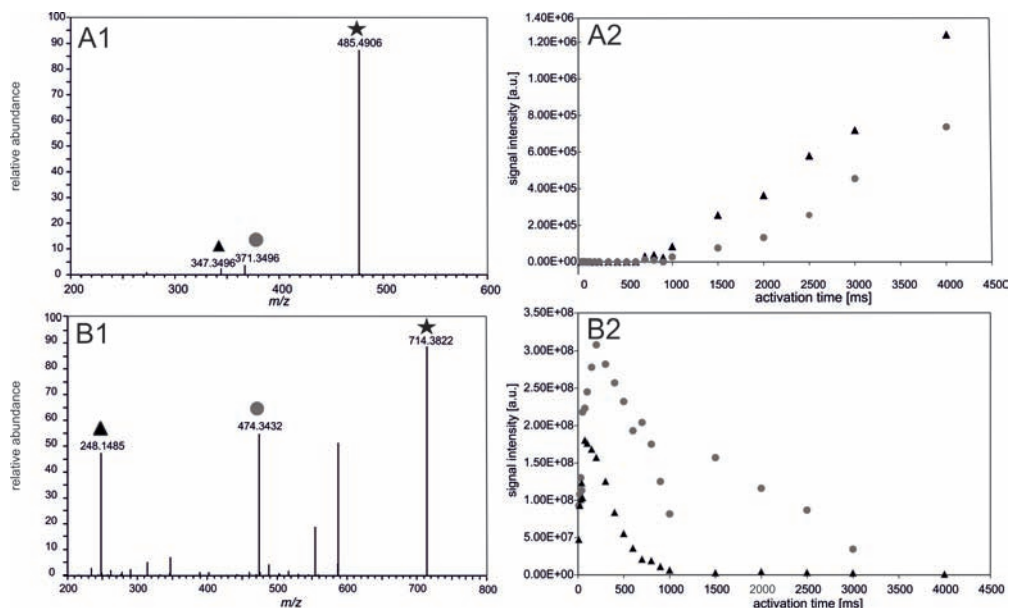 A1
relative abundance
100
90
80
70
60
50
40
30
20
10
0
485.4906
347.3496
371.3496
200 300 400 500 600
m/z
A2
signal intensity [a.u.]
1.40E+06
1.20E+06
1.00E+06
8.00E+05
6.00E+05
4.00E+05
2.00E+05
0.00E+00
0 500 1000 1500 2000 2500 3000 3500 4000 4500
activation time [ms]
B1
relative abundance
100
90
80
70
60
50
40
30
20
10
0
714.3822
474.3432
248.1485
200 300 400 500 600 700 800
m/z
B2
signal intensity [a.u.]
3.50E+08
3.00E+08
2.50E+08
2.00E+08
1.50E+08
1.00E+08
5.00E+07
0.00E+00
0 500 1000 1500 2000 2500 3000 3500 4000 4500
activation time [ms]